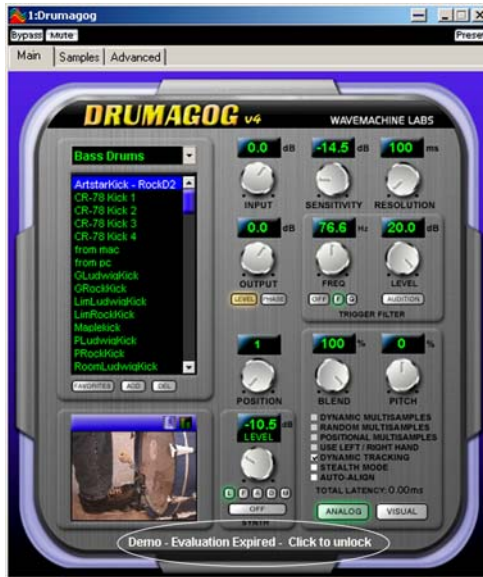 1:Drumagog
Bypass Mute Preset
Main Samples Advanced
DRUMAGOG v4 WAVEMACHINE LABS
Bass Drums
ArtstarKick - RockD2
CR-78 Kick 1
CR-78 Kick 2
CR-78 Kick 3
CR-78 Kick 4
from mac
from pc
GLudwigKick
GRockKick
LimLudwigKick
LimRockKick
Maplekick
PLudwigKick
PRockKick
RoomLudwigKick
FAVORITES ADD DEL
0.0 dB -14.5 dB 100 ms
INPUT SENSITIVITY RESOLUTION
0.0 dB 76.6 Hz 20.0 dB
OUTPUT FREQ LEVEL
LEVEL PHASE OFF F Q AUDITION
TRIGGER FILTER
1 100 % 0 %
POSITION BLEND PITCH
-10.5 dB
LEVEL
L F A D M
OFF
SYNTH
DYNAMIC MULTISAMPLES
RANDOM MULTISAMPLES
POSITIONAL MULTISAMPLES
USE LEFT / RIGHT HAND
DYNAMIC TRACKING
STEALTH MODE
AUTO-ALIGN
TOTAL LATENCY: 0.00ms
ANALOG VISUAL
Demo - Evaluation Expired - Click to unlock